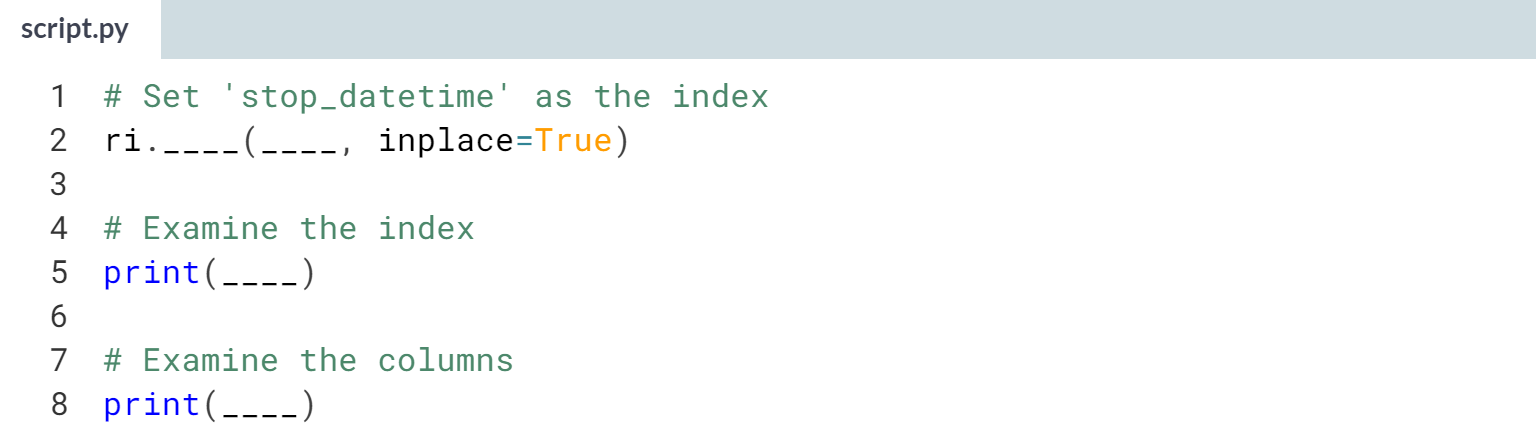 script.py
1 # Set 'stop_datetime' as the index
2 ri.____(____, inplace=True)
3
4 # Examine the index
5 print(____)
6
7 # Examine the columns
8 print(____)